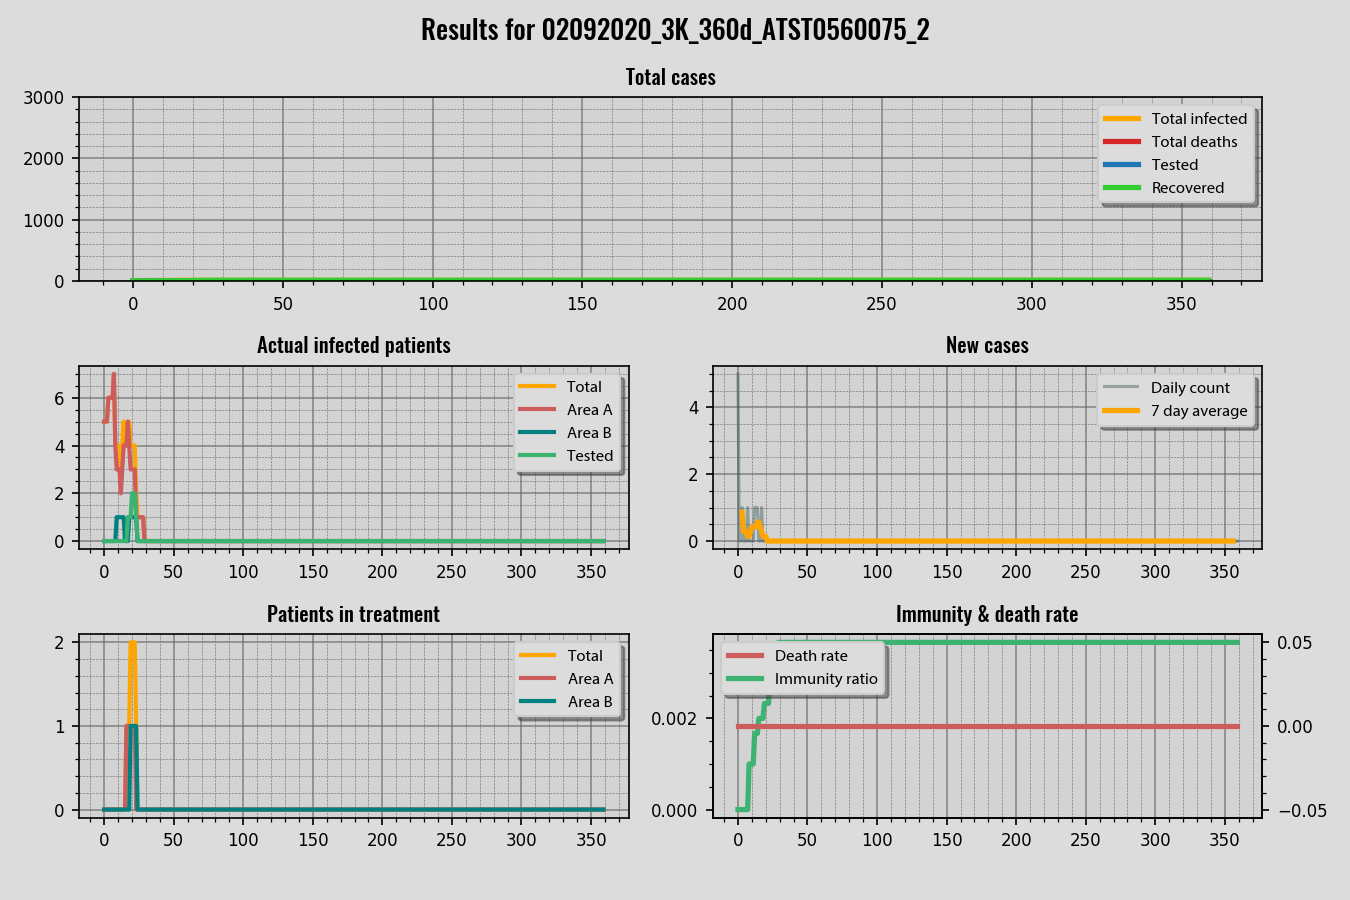 Results for 02092020_3K_360d_ATST0560075_2
Total cases
3000
2000
1000
0
0 50 100 150 200 250 300 350
Total infected
Total deaths
Tested
Recovered
Actual infected patients
6
4
2
0
0 50 100 150 200 250 300 350
Total
Area A
Area B
Tested
New cases
4
2
0
0 50 100 150 200 250 300 350
Daily count
7 day average
Patients in treatment
2
1
0
0 50 100 150 200 250 300 350
Total
Area A
Area B
Immunity & death rate
0.002
0.000
0 50 100 150 200 250 300 350
0.05
0.00
−0.05
Death rate
Immunity ratio